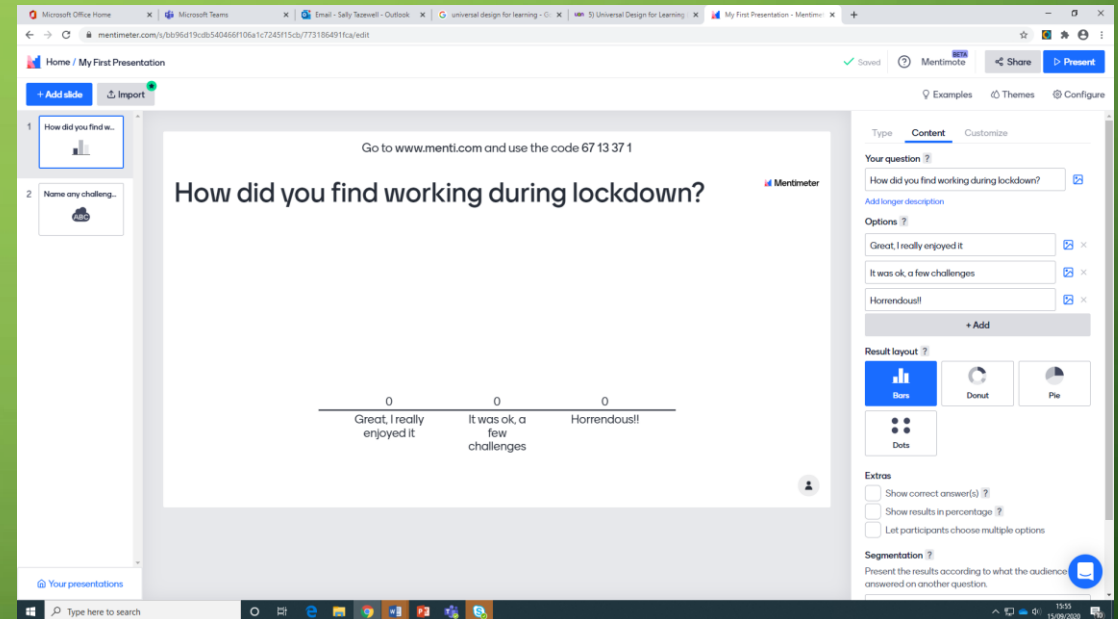 Microsoft Office Home
Microsoft Teams
Email - Sally Tazewell - Outlook
universal design for learning - Go
5) Universal Design for Learning
My First Presentation - Mentimeter
mentimeter.com/s/bb96d19cdb540466f106a1c7245f15cb/773186491fca/edit
Home / My First Presentation
Saved
Mentimote
BETA
Share
Present
+ Add slide
Import
Examples
Themes
Configure
1
How did you find w...
2
Name any challeng...
ABC
Your presentations
Go to www.menti.com and use the code 67 13 37 1
How did you find working during lockdown?
Mentimeter
0
0
0
Great, I really
enjoyed it
It was ok, a
few
challenges
Horrendous!!
Type
Content
Customize
Your question ?
How did you find working during lockdown?
Add longer description
Options ?
Great, I really enjoyed it
It was ok, a few challenges
Horrendous!!
+ Add
Result layout ?
Bars
Donut
Pie
Dots
Extras
Show correct answer(s) ?
Show results in percentage ?
Let participants choose multiple options
Segmentation ?
Present the results according to what the audience
answered on another question.
Type here to search
15:55
15/09/2020